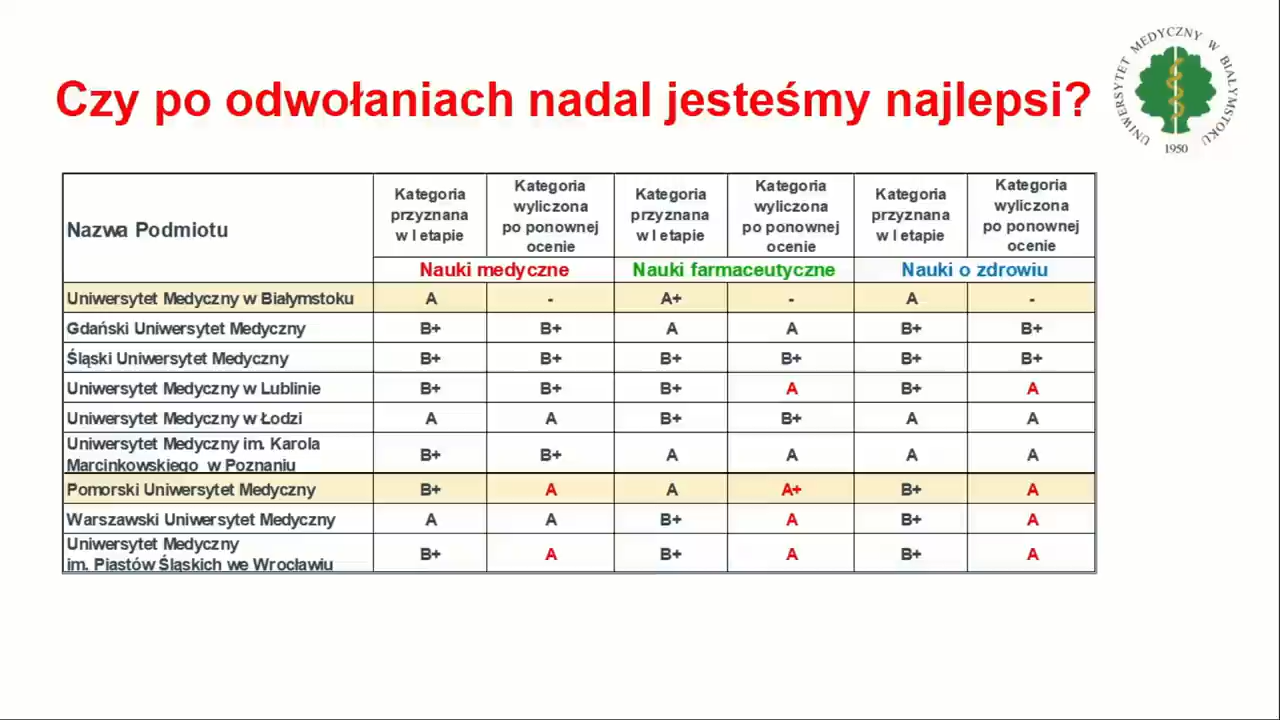 Czy po odwołaniach nadal jesteśmy najlepsi?
UNIWERSYTET MEDYCZNY W BIAŁYMSTOKU
1950
Nazwa Podmiotu
Kategoria
przyznana
w I etapie
Kategoria
wyliczona
po ponownej
ocenie
Kategoria
przyznana
w I etapie
Kategoria
wyliczona
po ponownej
ocenie
Kategoria
przyznana
w I etapie
Kategoria
wyliczona
po ponownej
ocenie
Nauki medyczne Nauki farmaceutyczne Nauki o zdrowiu
Uniwersytet Medyczny w Białymstoku A - A+ - A -
Gdański Uniwersytet Medyczny B+ B+ A A B+ B+
Śląski Uniwersytet Medyczny B+ B+ B+ B+ B+ B+
Uniwersytet Medyczny w Lublinie B+ B+ B+ A B+ A
Uniwersytet Medyczny w Łodzi A A B+ B+ A A
Uniwersytet Medyczny im. Karola
Marcinkowskiego w Poznaniu B+ B+ A A A A
Pomorski Uniwersytet Medyczny B+ A A A+ B+ A
Warszawski Uniwersytet Medyczny A A B+ A B+ A
Uniwersytet Medyczny
im. Piastów Śląskich we Wrocławiu B+ A B+ A B+ A